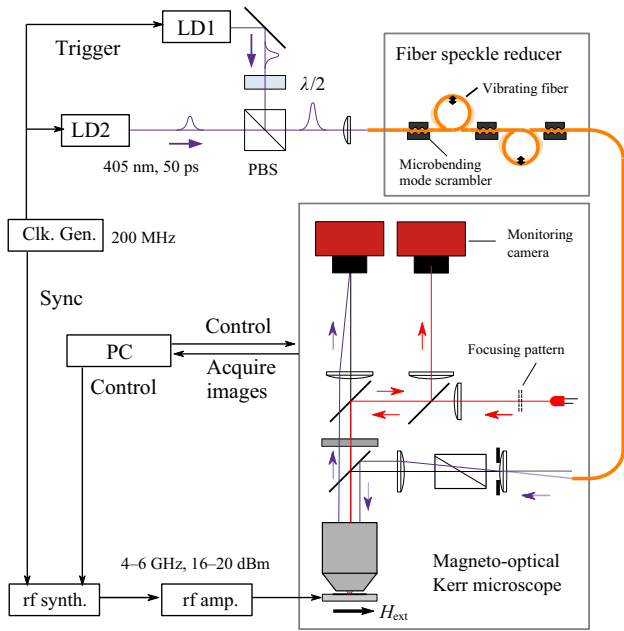 LD1
Trigger
λ/2
LD2
405 nm, 50 ps
PBS
Fiber speckle reducer
Vibrating fiber
Microbending
mode scrambler
Clk. Gen.
200 MHz
Sync
PC
Control
Acquire
images
Control
Monitoring
camera
Focusing pattern
4–6 GHz, 16–20 dBm
rf synth.
rf amp.
Hext
Magneto-optical
Kerr microscope